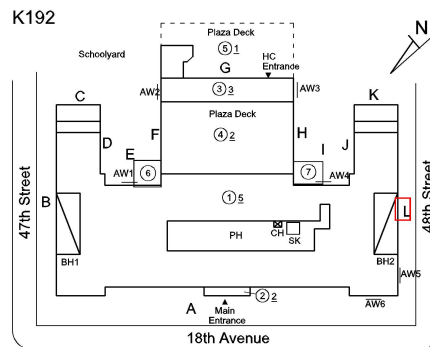 K192
N
Schoolyard
Plaza Deck
⑤ 1
G
HC
Entrance
AW2
③ 3
AW3
C
K
Plaza Deck
F
④ 2
H
D
J
E
I
⑥
⑦
AW1
AW4
47th Street
B
① 5
L
48th Street
PH
CH
SK
BH1
BH2
AW5
A
② 2
AW6
Main
Entrance
18th Avenue